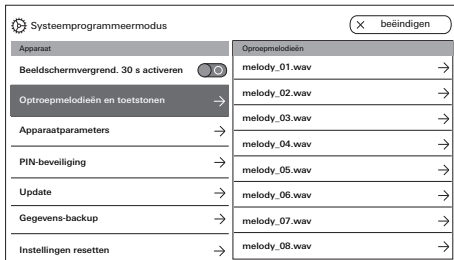 Systeemprogrammeermodus
beëindigen
Apparaat
Beeldschermvergrend. 30 s activeren
Optroepmelodieën en toetstonen
Apparaatparameters
PIN-beveiliging
Update
Gegevens-backup
Instellingen resetten
Oproepmelodieën
melody_01.wav
melody_02.wav
melody_03.wav
melody_04.wav
melody_05.wav
melody_06.wav
melody_07.wav
melody_08.wav